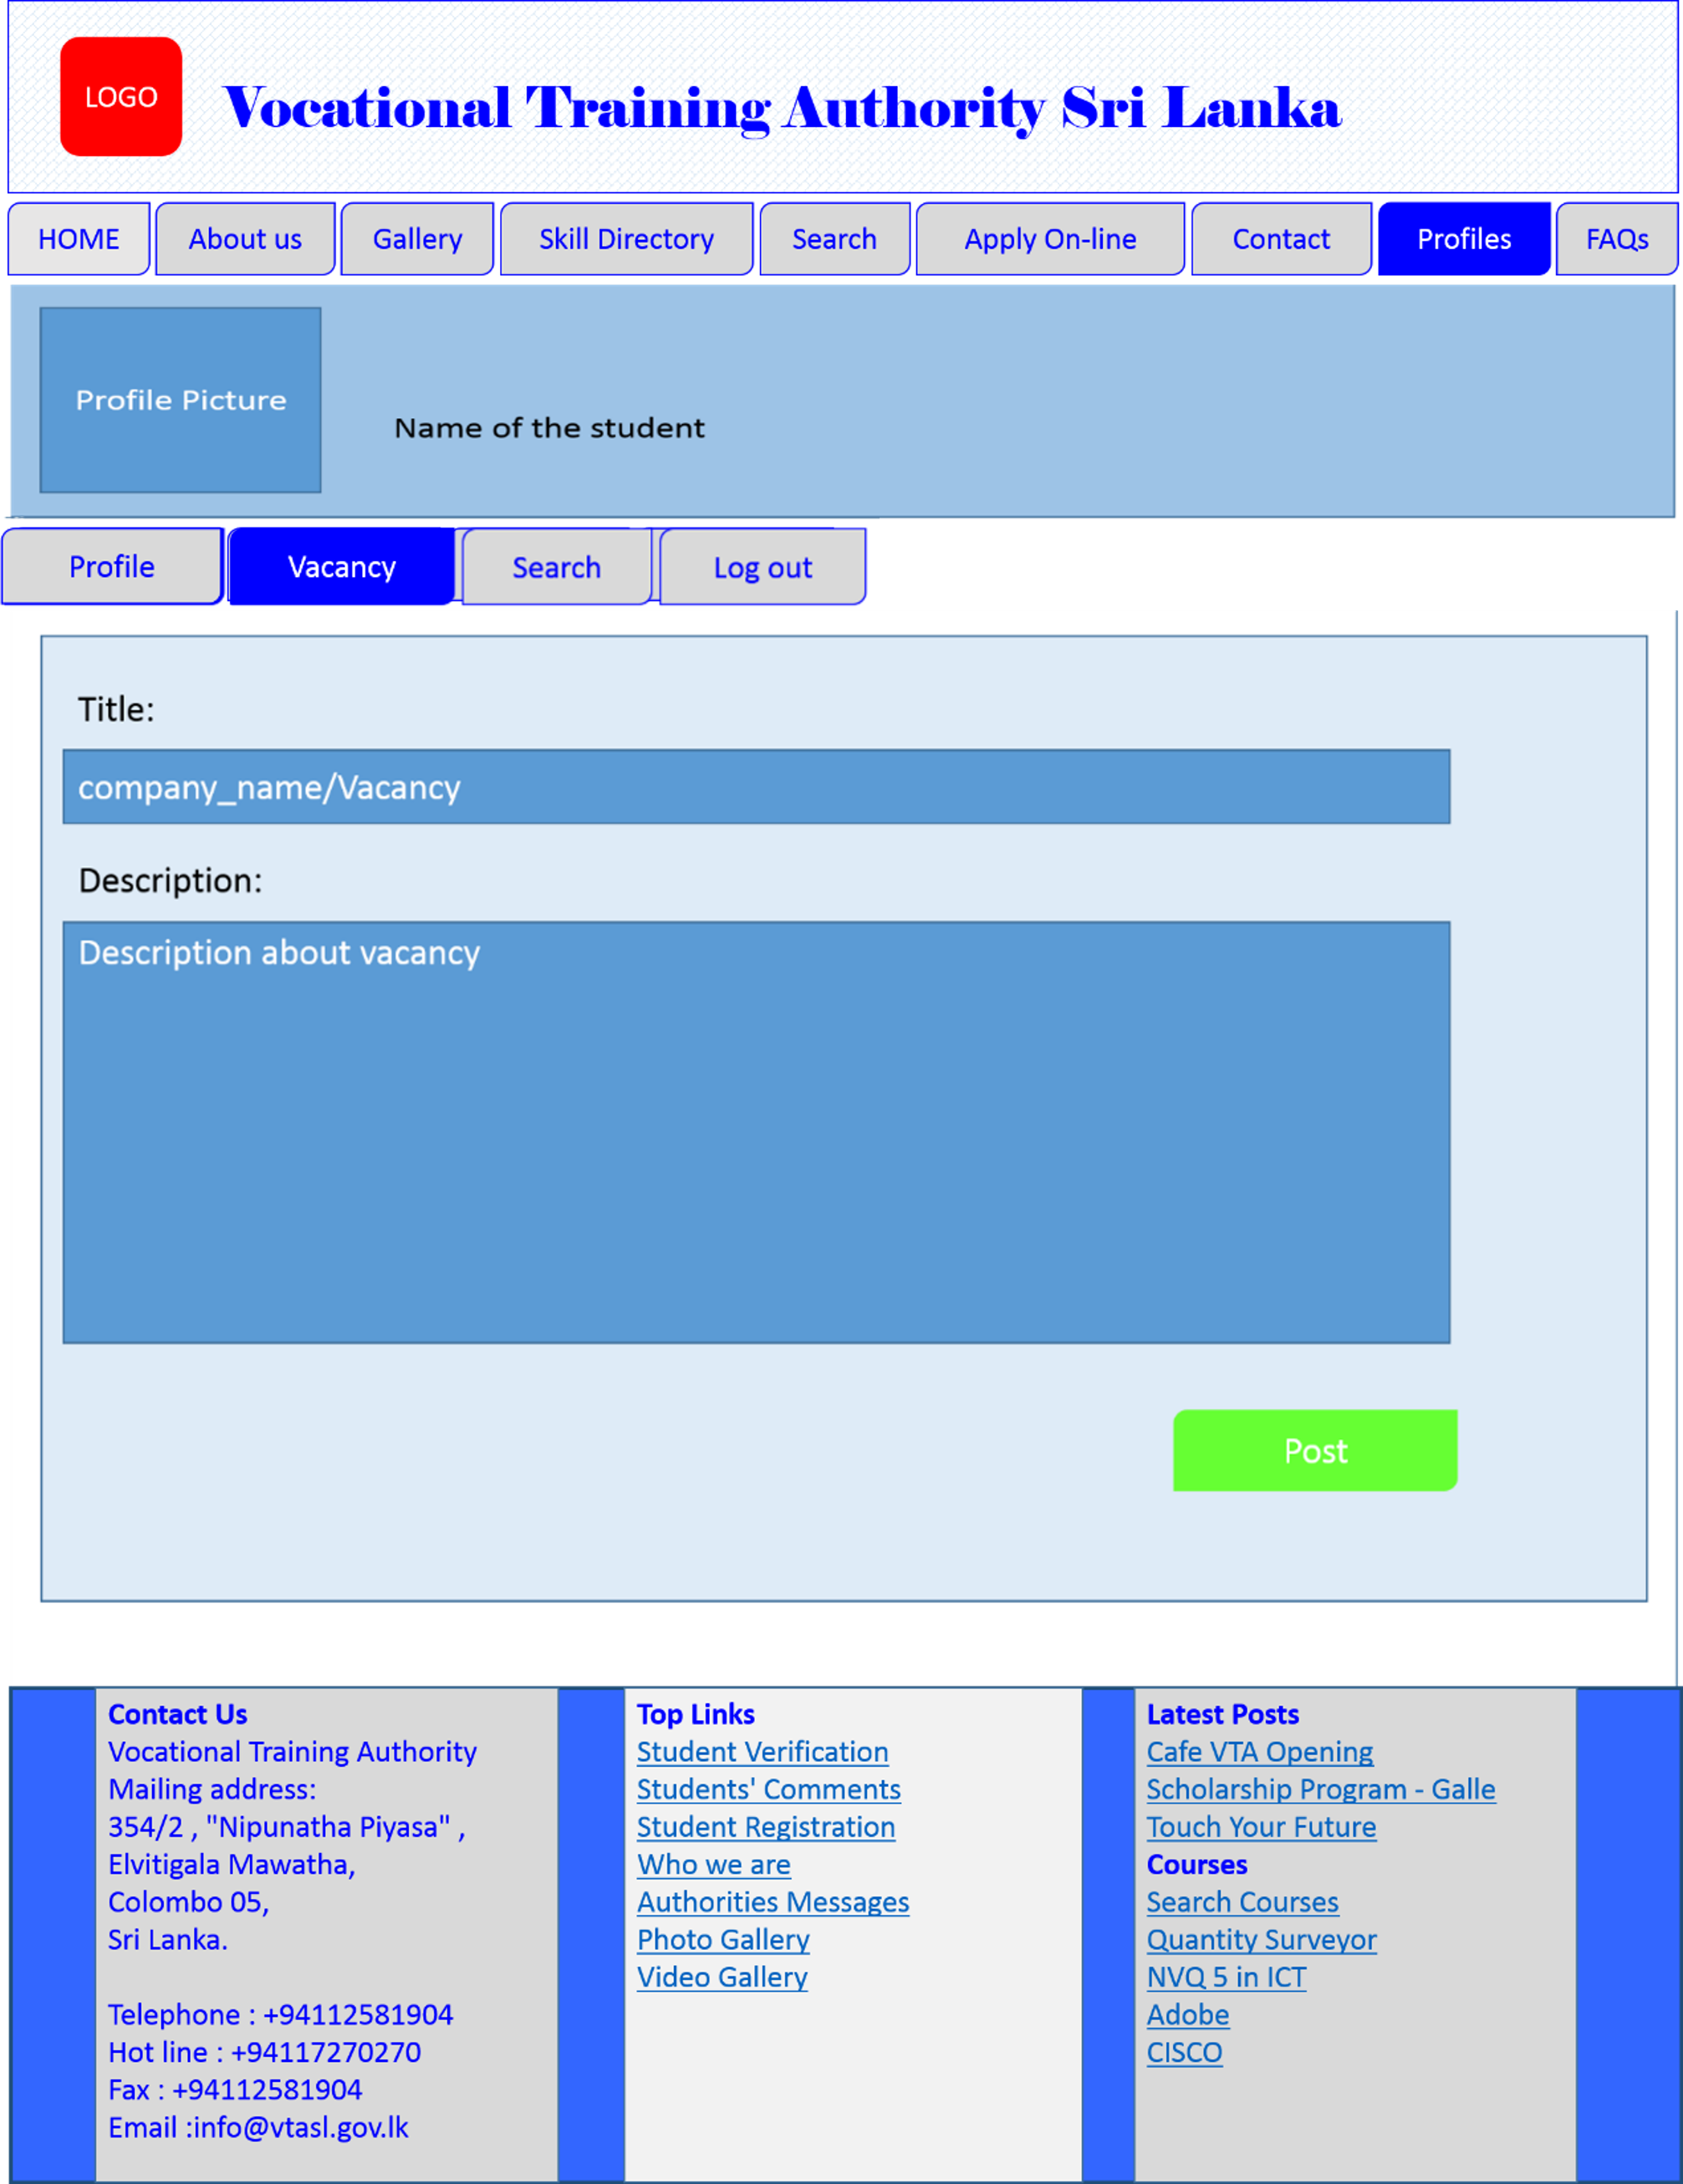 LOGO
Vocational Training Authority Sri Lanka
HOME
About us
Gallery
Skill Directory
Search
Apply On-line
Contact
Profiles
FAQs
Profile Picture
Name of the student
Profile
Vacancy
Search
Log out
Title:
company_name/Vacancy
Description:
Description about vacancy
Post
Contact Us
Vocational Training Authority
Mailing address:
354/2 , "Nipunatha Piyasa" ,
Elvitigala Mawatha,
Colombo 05,
Sri Lanka.
Telephone : +94112581904
Hot line : +94117270270
Fax : +94112581904
Email :info@vtasl.gov.lk
Top Links
Student Verification
Students' Comments
Student Registration
Who we are
Authorities Messages
Photo Gallery
Video Gallery
Latest Posts
Cafe VTA Opening
Scholarship Program - Galle
Touch Your Future
Courses
Search Courses
Quantity Surveyor
NVQ 5 in ICT
Adobe
CISCO